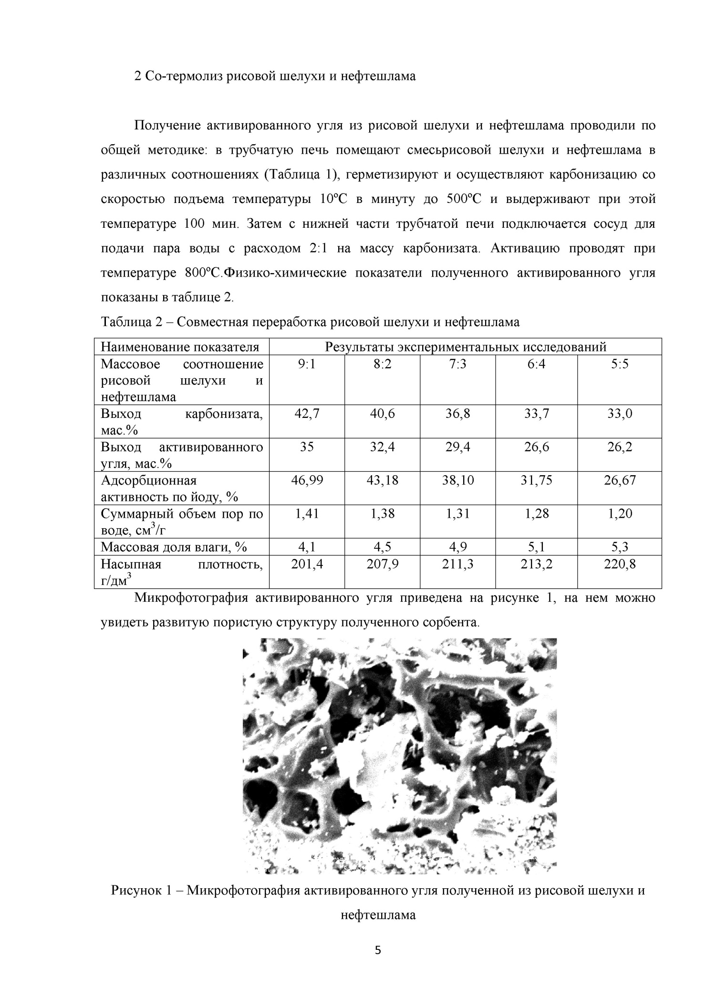 2 Со-термолиз рисовой шелухи и нефтешлама
Получение активированного угля из рисовой шелухи и нефтешлама проводили по
общей методике: в трубчатую печь помещают смесьрисовой шелухи и нефтешлама в
различных соотношениях (Таблица 1), герметизируют и осуществляют карбонизацию со
скоростью подъема температуры 10ºС в минуту до 500ºС и выдерживают при этой
температуре 100 мин. Затем с нижней части трубчатой печи подключается сосуд для
подачи пара воды с расходом 2:1 на массу карбонизата. Активацию проводят при
температуре 800ºС.Физико-химические показатели полученного активированного угля
показаны в таблице 2.
Таблица 2 – Совместная переработка рисовой шелухи и нефтешлама
Наименование показателя Результаты экспериментальных исследований
Массовое соотношение 9:1 8:2 7:3 6:4 5:5
рисовой шелухи и
нефтешлама
Выход карбонизата, 42,7 40,6 36,8 33,7 33,0
мас.%
Выход активированного 35 32,4 29,4 26,6 26,2
угля, мас.%
Адсорбционная 46,99 43,18 38,10 31,75 26,67
активность по йоду, %
Суммарный объем пор по 1,41 1,38 1,31 1,28 1,20
воде, см³/г
Массовая доля влаги, % 4,1 4,5 4,9 5,1 5,3
Насыпная плотность, 201,4 207,9 211,3 213,2 220,8
г/дм³
Микрофотография активированного угля приведена на рисунке 1, на нем можно
увидеть развитую пористую структуру полученного сорбента.
Рисунок 1 – Микрофотография активированного угля полученной из рисовой шелухи и
нефтешлама
5